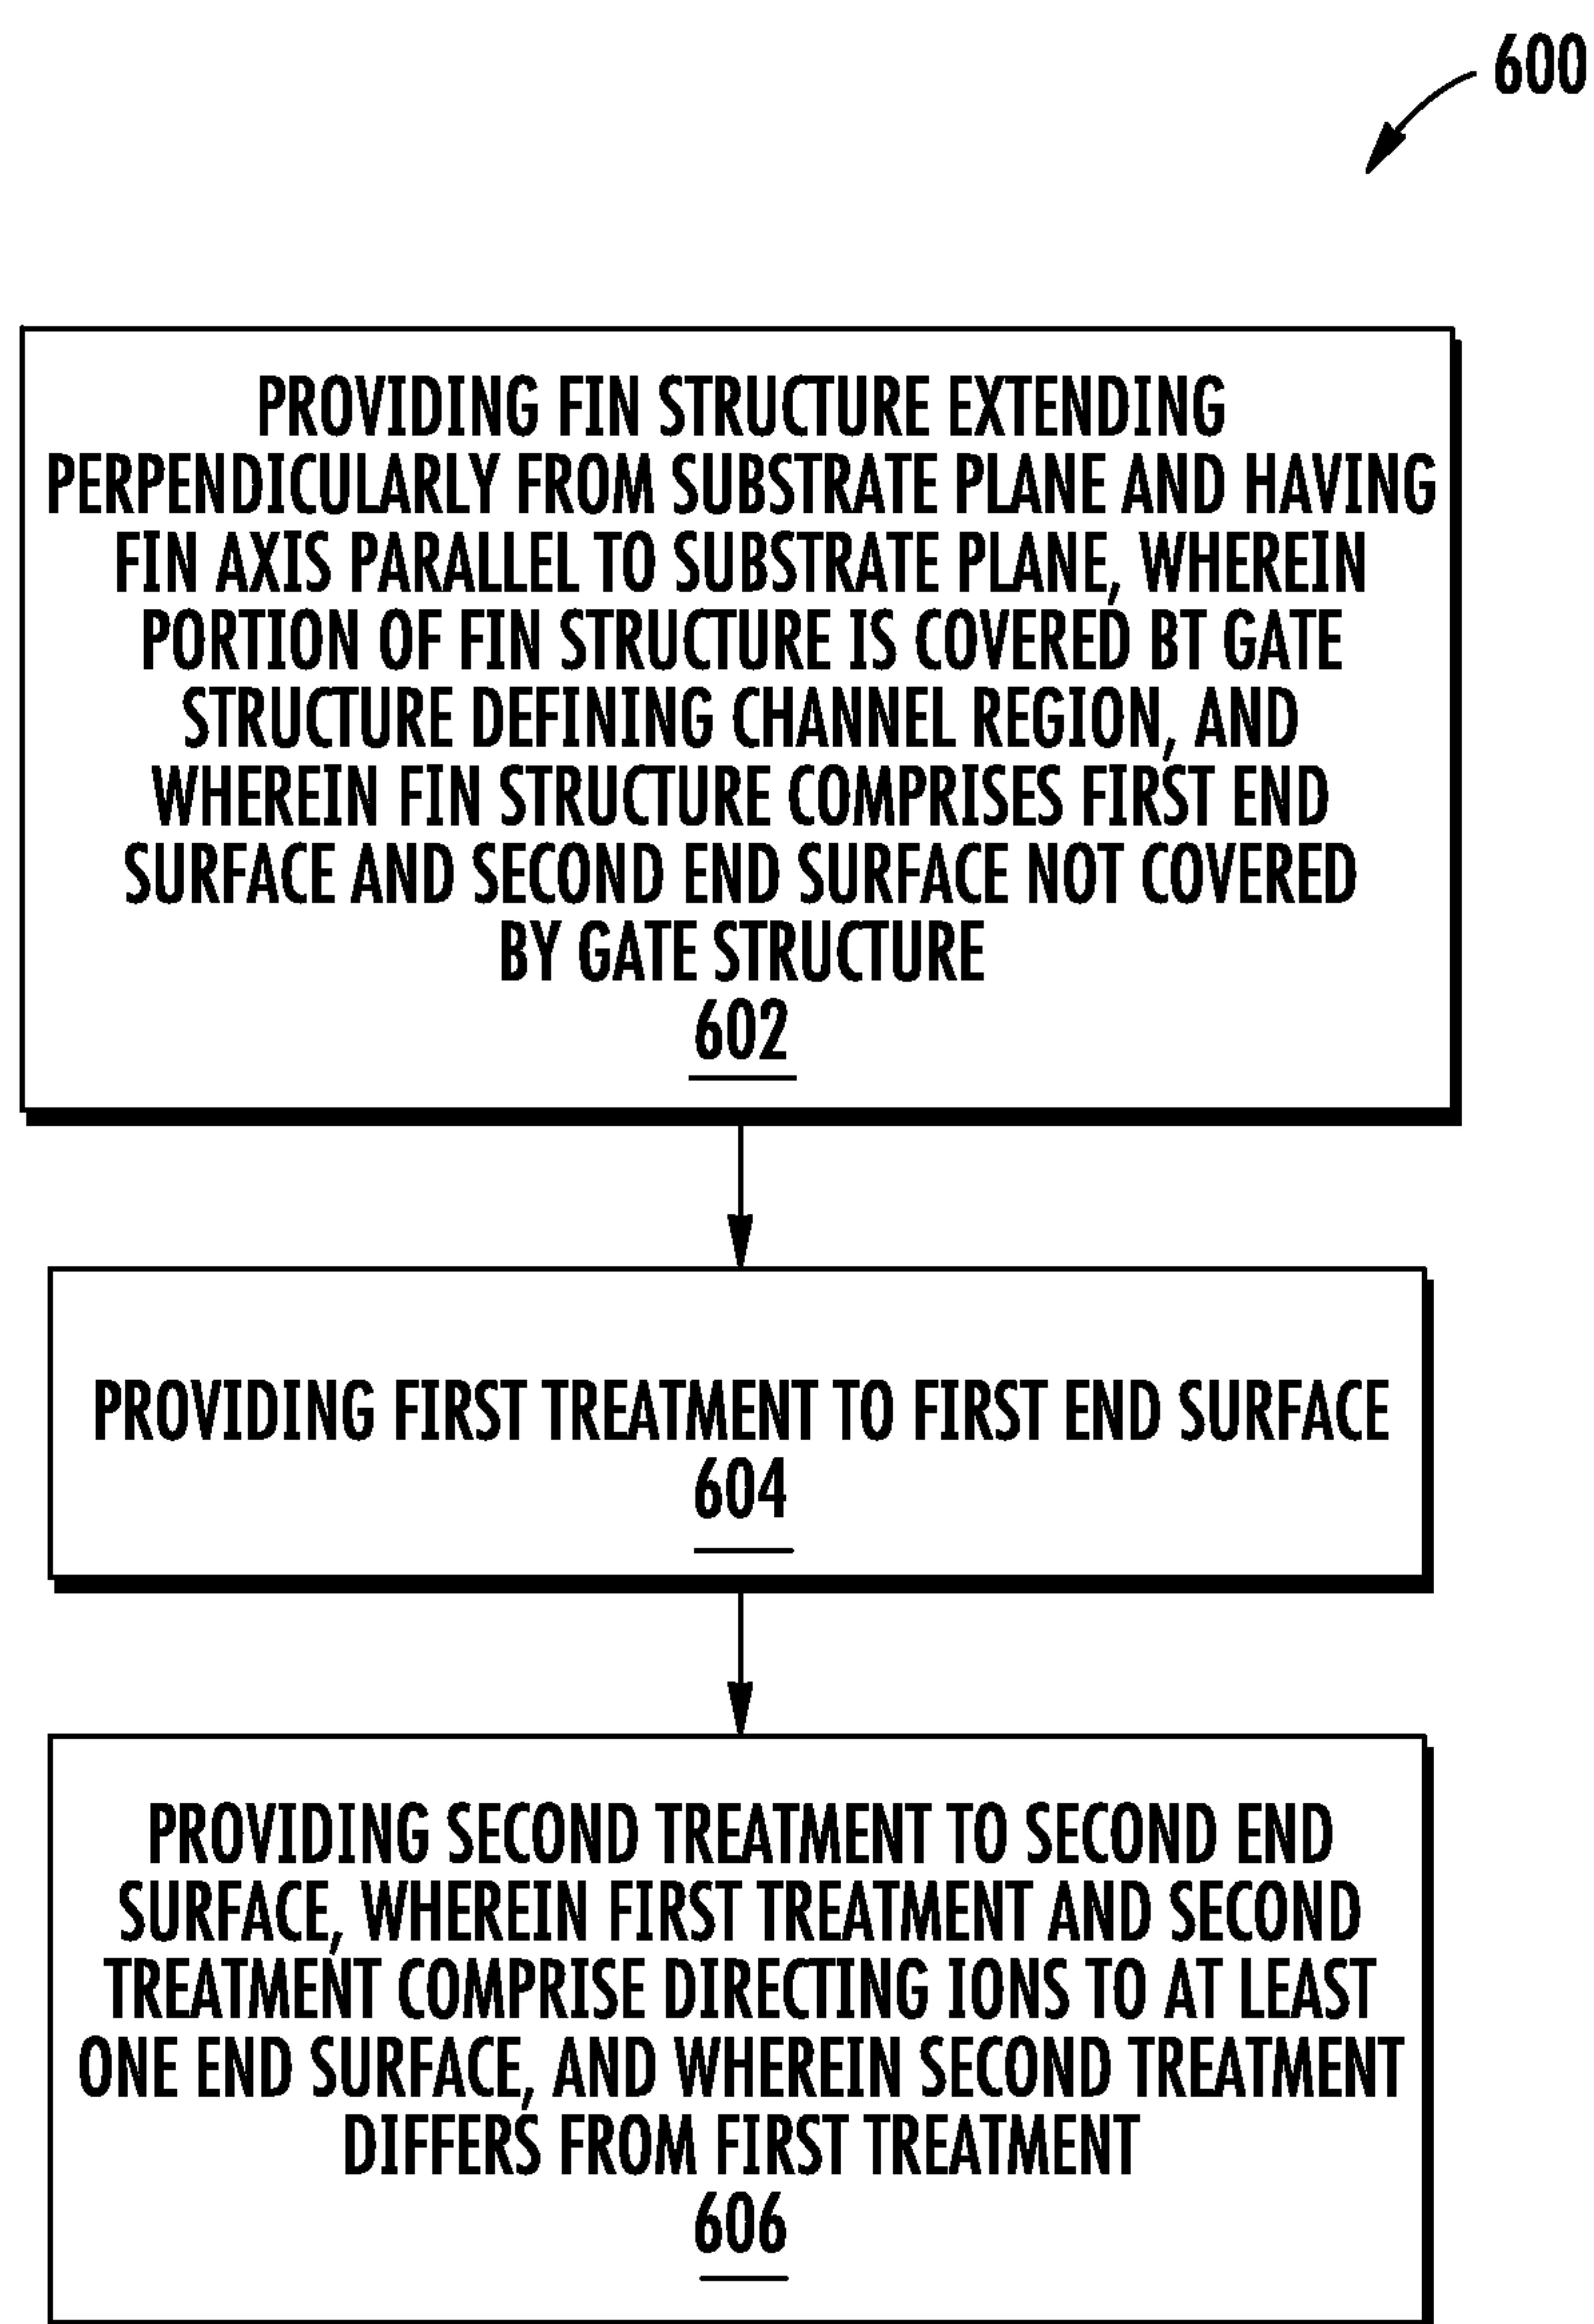 600
PROVIDING FIN STRUCTURE EXTENDING
PERPENDICULARLY FROM SUBSTRATE PLANE AND HAVING
FIN AXIS PARALLEL TO SUBSTRATE PLANE, WHEREIN
PORTION OF FIN STRUCTURE IS COVERED BT GATE
STRUCTURE DEFINING CHANNEL REGION, AND
WHEREIN FIN STRUCTURE COMPRISES FIRST END
SURFACE AND SECOND END SURFACE NOT COVERED
BY GATE STRUCTURE
602
PROVIDING FIRST TREATMENT TO FIRST END SURFACE
604
PROVIDING SECOND TREATMENT TO SECOND END
SURFACE, WHEREIN FIRST TREATMENT AND SECOND
TREATMENT COMPRISE DIRECTING IONS TO AT LEAST
ONE END SURFACE, AND WHEREIN SECOND TREATMENT
DIFFERS FROM FIRST TREATMENT
606